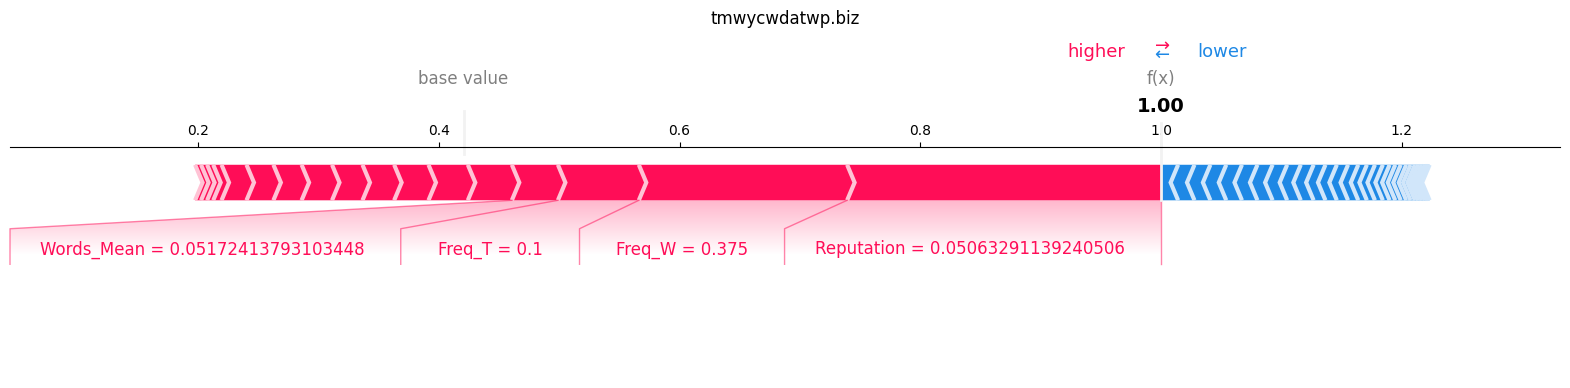 tmwycwdatwp.biz
higher ⇄ lower
base value f(x)
1.00
0.2 0.4 0.6 0.8 1.0 1.2
Words_Mean = 0.05172413793103448 Freq_T = 0.1 Freq_W = 0.375 Reputation = 0.05063291139240506